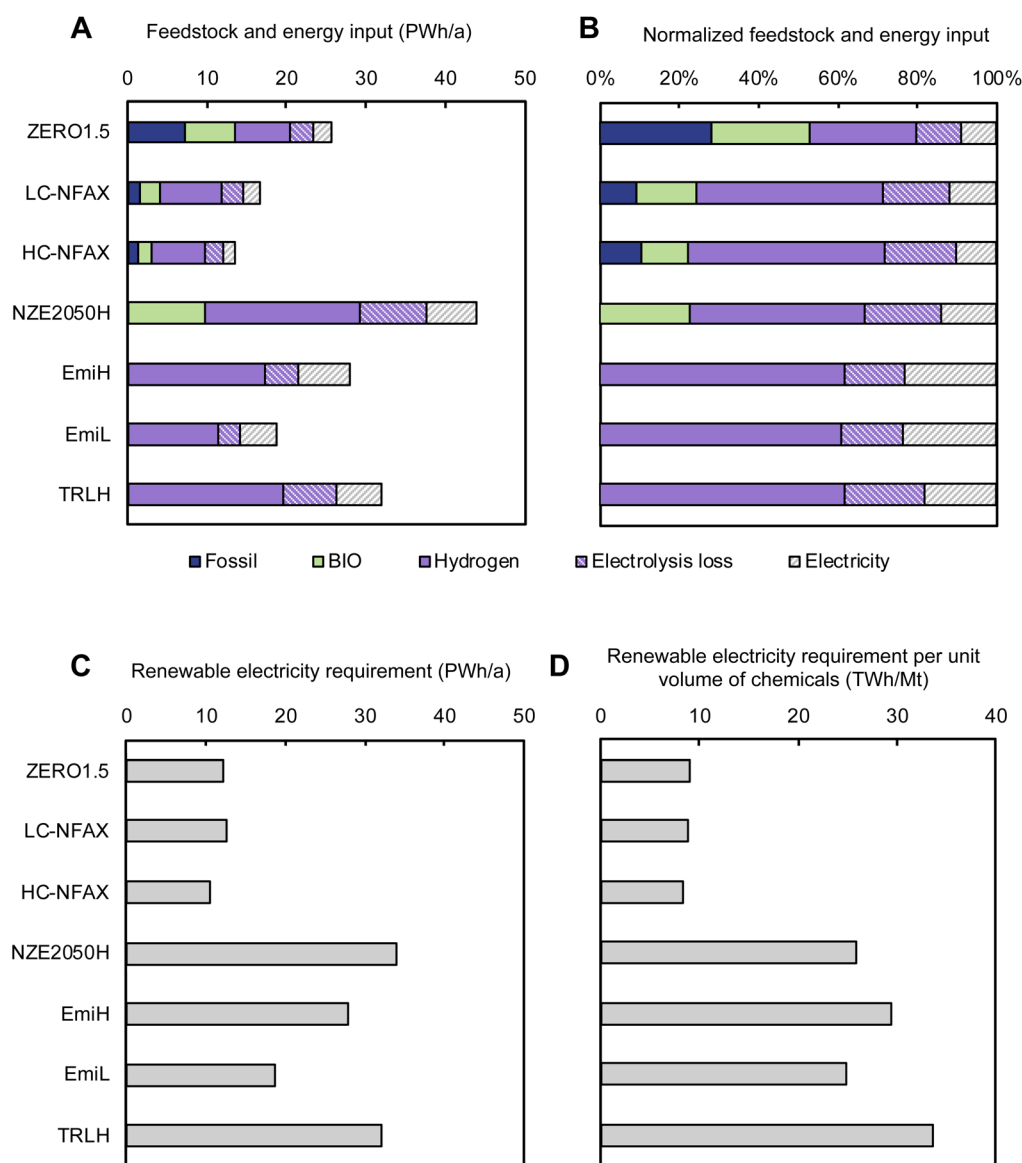 A
Feedstock and energy input (PWh/a)
0 10 20 30 40 50
ZERO1.5
LC-NFAX
HC-NFAX
NZE2050H
EmiH
EmiL
TRLH
B
Normalized feedstock and energy input
0% 20% 40% 60% 80% 100%
Fossil BIO Hydrogen Electrolysis loss Electricity
C
Renewable electricity requirement (PWh/a)
0 10 20 30 40 50
ZERO1.5
LC-NFAX
HC-NFAX
NZE2050H
EmiH
EmiL
TRLH
D
Renewable electricity requirement per unit
volume of chemicals (TWh/Mt)
0 10 20 30 40